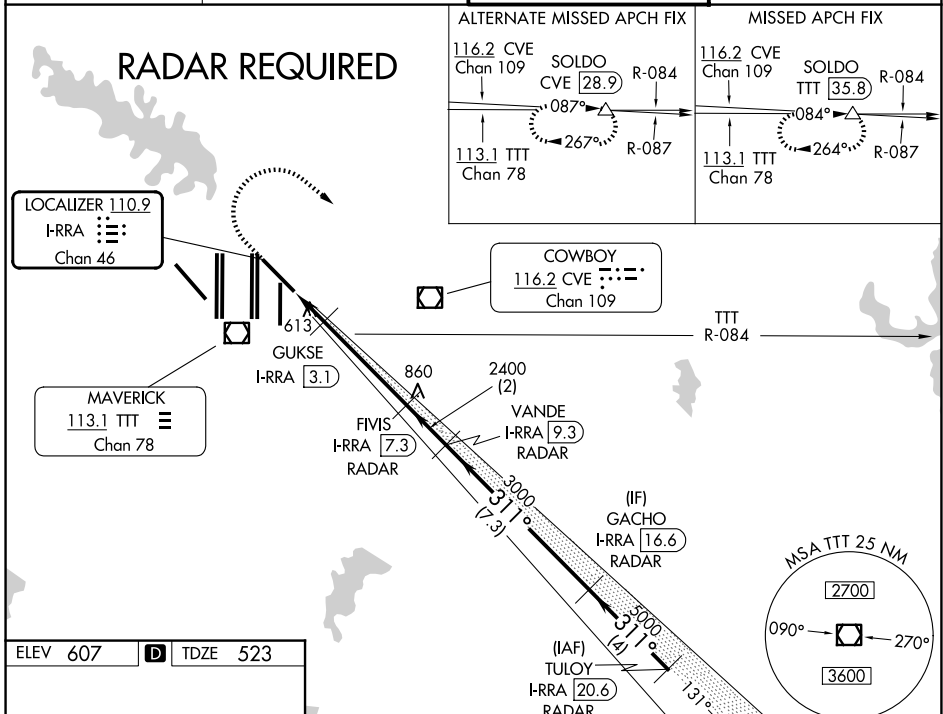 RADAR REQUIRED
ALTERNATE MISSED APCH FIX
116.2 CVE
Chan 109
SOLDO
CVE 28.9
R-084
087°
267°
R-087
113.1 TTT
Chan 78
MISSED APCH FIX
116.2 CVE
Chan 109
SOLDO
TTT 35.8
R-084
084°
264°
R-087
113.1 TTT
Chan 78
LOCALIZER 110.9
I-RRA
Chan 46
COWBOY
116.2 CVE
Chan 109
TTT
R-084
613
GUKSE
I-RRA 3.1
MAVERICK
113.1 TTT
Chan 78
860
2400
(2)
FIVIS
I-RRA 7.3
RADAR
VANDE
I-RRA 9.3
RADAR
3000
311°
(7.3)
(IF)
GACHO
I-RRA 16.6
RADAR
5000
311°
(4)
(IAF)
TULOY
I-RRA 20.6
RADAR
131°
MSA TTT 25 NM
2700
090°
270°
3600
ELEV 607 D TDZE 523